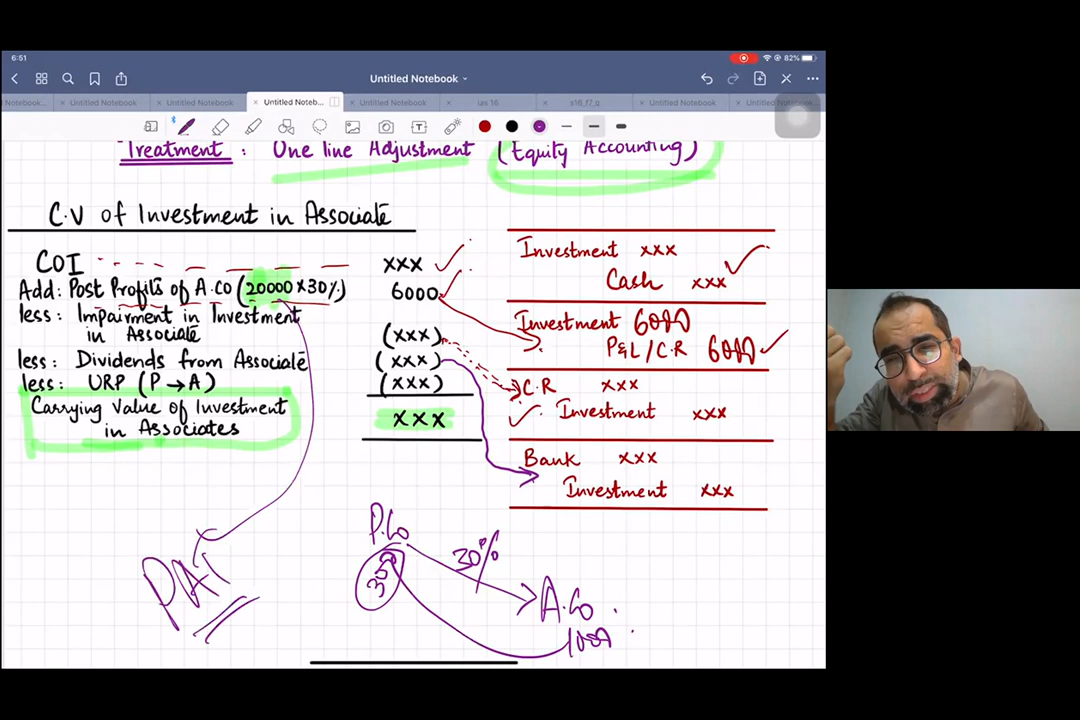 6:51
82%
Untitled Notebook
Notebook...
Untitled Notebook
Untitled Notebook
Untitled Noteb...
Untitled Notebook
ias 16
s16_f7_q
Untitled Notebook
Untitled Notebook
Treatment : One line Adjustment (Equity Accounting)
C.V of Investment in Associate
COI xxx
Add: Post Profits of A.Co (20000 x 30%) 6000
less: Impairment in Investment in Associate (xxx)
less: Dividends from Associate (xxx)
less: URP (P → A) (xxx)
Carrying Value of Investment in Associates xxx
Investment xxx
Cash xxx
Investment 6000
P&L/C.R 6000
C.R xxx
Investment xxx
Bank xxx
Investment xxx
PAT
P.Co
30%
300
A.Co
1000